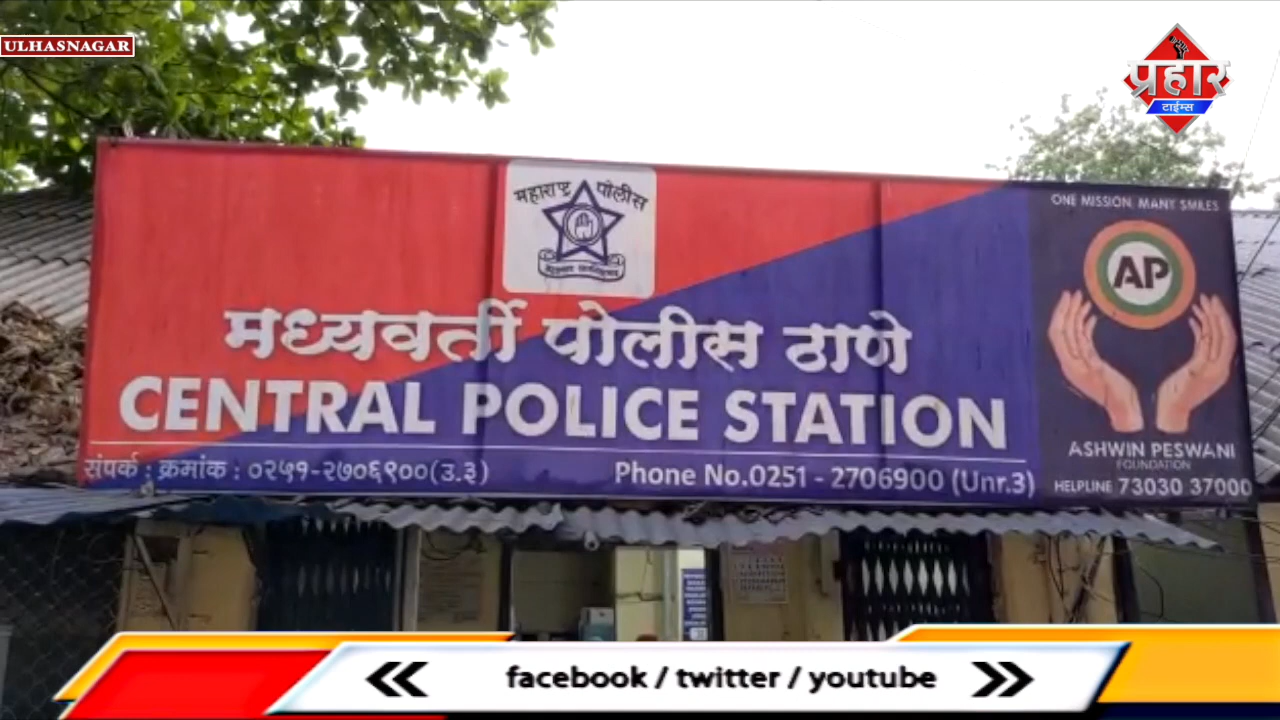 ULHASNAGAR
प्रहार
टाईम्स
महाराष्ट्र पोलीस
ONE MISSION, MANY SMILES
AP
मध्यवर्ती पोलीस ठाणे
CENTRAL POLICE STATION
संपर्क : क्रमांक : ०२५१-२७०६९००(उ.३)
Phone No.0251 - 2706900 (Unr.3)
ASHWIN PESWANI
FOUNDATION
HELPLINE 73030 37000
facebook / twitter / youtube